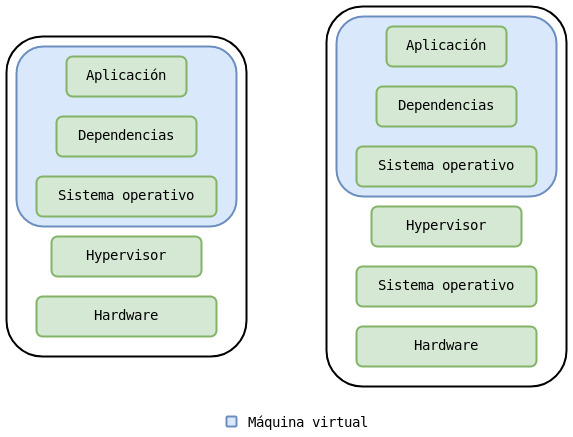 Aplicación
Dependencias
Sistema operativo
Hypervisor
Hardware
Aplicación
Dependencias
Sistema operativo
Hypervisor
Sistema operativo
Hardware
Máquina virtual